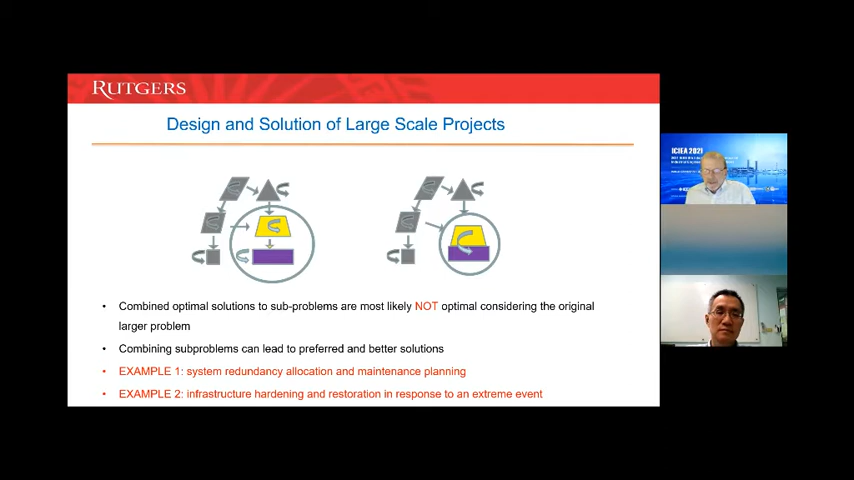 RUTGERS
Design and Solution of Large Scale Projects
• Combined optimal solutions to sub-problems are most likely NOT optimal considering the original
larger problem
• Combining subproblems can lead to preferred and better solutions
• EXAMPLE 1: system redundancy allocation and maintenance planning
• EXAMPLE 2: infrastructure hardening and restoration in response to an extreme event
ICIEA 2021